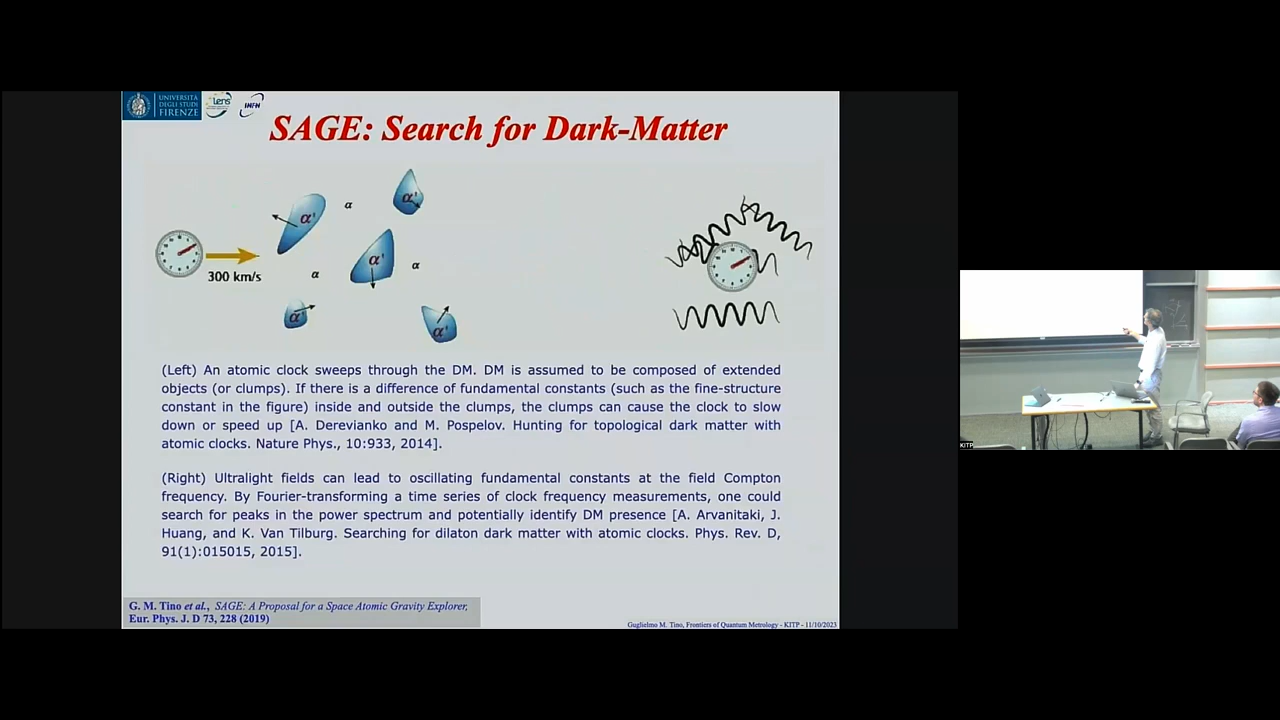 UNIVERSITÀ
DEGLI STUDI
FIRENZE
Lens
INFN
SAGE: Search for Dark-Matter
α'
α
α'
α'
α
α
300 km/s
α'
α'
(Left) An atomic clock sweeps through the DM. DM is assumed to be composed of extended
objects (or clumps). If there is a difference of fundamental constants (such as the fine-structure
constant in the figure) inside and outside the clumps, the clumps can cause the clock to slow
down or speed up [A. Derevianko and M. Pospelov. Hunting for topological dark matter with
atomic clocks. Nature Phys., 10:933, 2014].
(Right) Ultralight fields can lead to oscillating fundamental constants at the field Compton
frequency. By Fourier-transforming a time series of clock frequency measurements, one could
search for peaks in the power spectrum and potentially identify DM presence [A. Arvanitaki, J.
Huang, and K. Van Tilburg. Searching for dilaton dark matter with atomic clocks. Phys. Rev. D,
91(1):015015, 2015].
G. M. Tino et al., SAGE: A Proposal for a Space Atomic Gravity Explorer,
Eur. Phys. J. D 73, 228 (2019)
Guglielmo M. Tino, Frontiers of Quantum Metrology - KITP - 11/10/2023
KITP